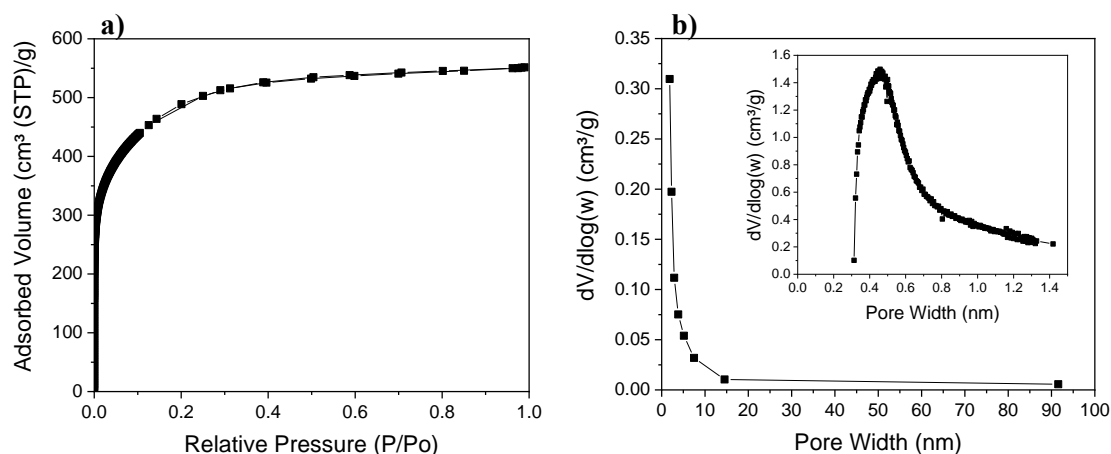 a)
600
500
400
300
200
100
0
0.0 0.2 0.4 0.6 0.8 1.0
Adsorbed Volume (cm³ (STP)/g)
Relative Pressure (P/Po)
b)
0.35
0.30
0.25
0.20
0.15
0.10
0.05
0.00
0 10 20 30 40 50 60 70 80 90 100
dV/dlog(w) (cm³/g)
Pore Width (nm)
1.6
1.4
1.2
1.0
0.8
0.6
0.4
0.2
0.0
0.0 0.2 0.4 0.6 0.8 1.0 1.2 1.4
dV/dlog(w) (cm³/g)
Pore Width (nm)